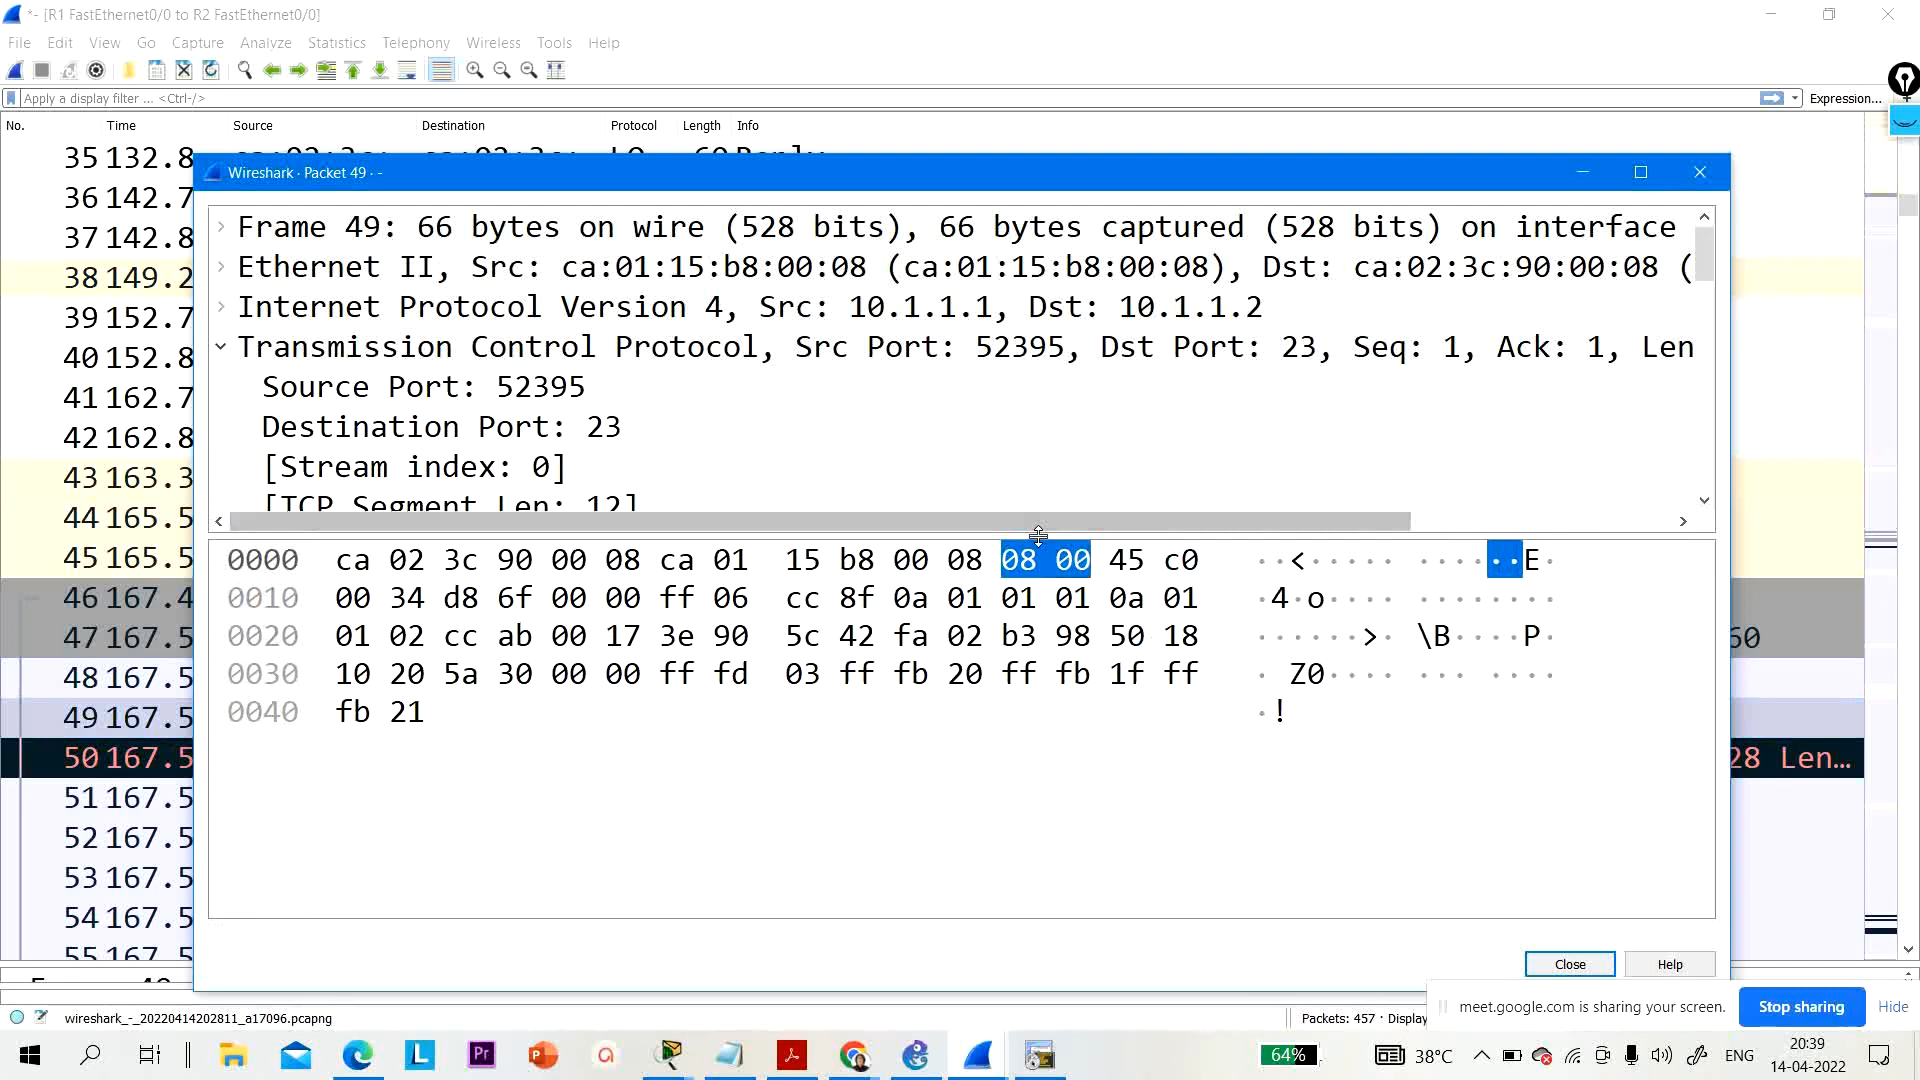 *- [R1 FastEthernet0/0 to R2 FastEthernet0/0]
File Edit View Go Capture Analyze Statistics Telephony Wireless Tools Help
Apply a display filter ... <Ctrl-/> Expression...
No. Time Source Destination Protocol Length Info
35 132.8
36 142.7
37 142.8
38 149.2
39 152.7
40 152.8
41 162.7
42 162.8
43 163.3
44 165.5
45 165.5
46 167.4
47 167.5 60
48 167.5
49 167.5
50 167.5 28 Len...
51 167.5
52 167.5
53 167.5
54 167.5
55 167.5
Wireshark · Packet 49 · -
Frame 49: 66 bytes on wire (528 bits), 66 bytes captured (528 bits) on interface
Ethernet II, Src: ca:01:15:b8:00:08 (ca:01:15:b8:00:08), Dst: ca:02:3c:90:00:08 (
Internet Protocol Version 4, Src: 10.1.1.1, Dst: 10.1.1.2
Transmission Control Protocol, Src Port: 52395, Dst Port: 23, Seq: 1, Ack: 1, Len
Source Port: 52395
Destination Port: 23
[Stream index: 0]
[TCP Segment Len: 12]
0000 ca 02 3c 90 00 08 ca 01 15 b8 00 08 08 00 45 c0 ··<····· ······E·
0010 00 34 d8 6f 00 00 ff 06 cc 8f 0a 01 01 01 0a 01 ·4·o···· ········
0020 01 02 cc ab 00 17 3e 90 5c 42 fa 02 b3 98 50 18 ······>· \B····P·
0030 10 20 5a 30 00 00 ff fd 03 ff fb 20 ff fb 1f ff · Z0···· ··· ····
0040 fb 21 ·!
Close Help
wireshark_-_20220414202811_a17096.pcapng Packets: 457 · Display
meet.google.com is sharing your screen. Stop sharing Hide
L Pr 64% 38°C ENG 20:39
14-04-2022